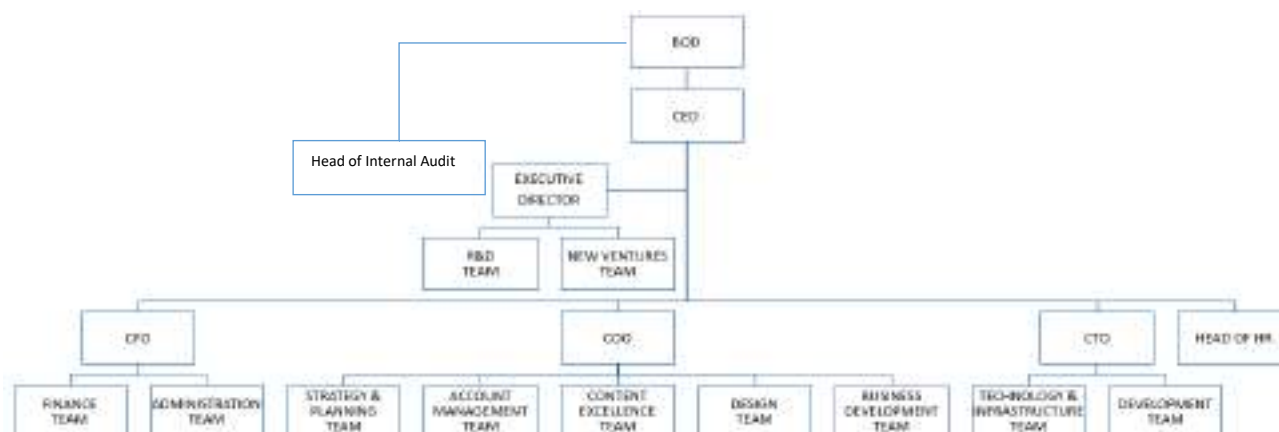 BOD
CEO
Head of Internal Audit
EXECUTIVE
DIRECTOR
R&D
TEAM
NEW VENTURES
TEAM
CFO
COO
CTO
HEAD OF HR
FINANCE
TEAM
ADMINISTRATION
TEAM
STRATEGY &
PLANNING
TEAM
ACCOUNT
MANAGEMENT
TEAM
CONTENT
EXCELLENCE
TEAM
DESIGN
TEAM
BUSINESS
DEVELOPMENT
TEAM
TECHNOLOGY &
INFRASTRUCTURE
TEAM
DEVELOPMENT
TEAM